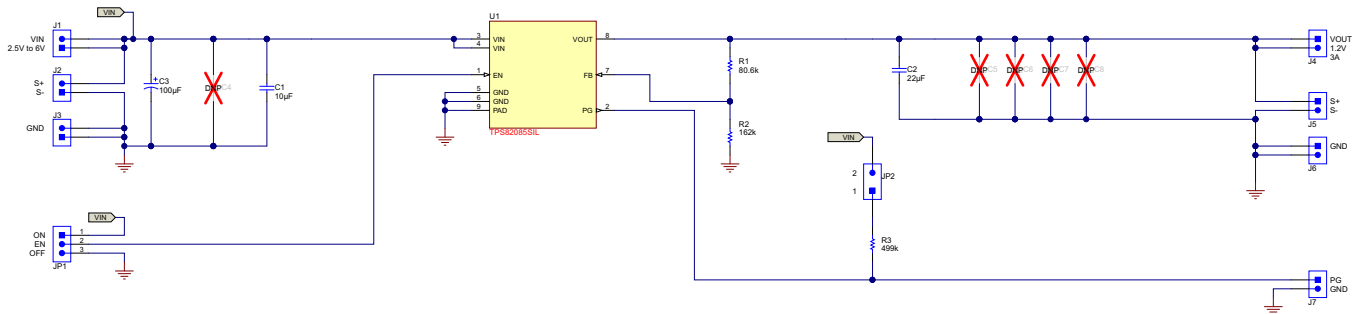 VIN
J1
VIN
2.5V to 6V
J2
S+
S-
J3
GND
C3
100µF
DNP C4
C1
10µF
VIN
ON
EN
OFF
1
2
3
JP1
U1
3
4
1
5
6
9
VIN
VIN
EN
GND
GND
PAD
VOUT
FB
PG
8
7
2
TPS82085SIL
R1
80.6k
R2
162k
C2
22µF
DNP C5
DNP C6
DNP C7
DNP C8
VIN
2
1
JP2
R3
499k
VOUT
1.2V
3A
J4
S+
S-
J5
GND
J6
PG
GND
J7